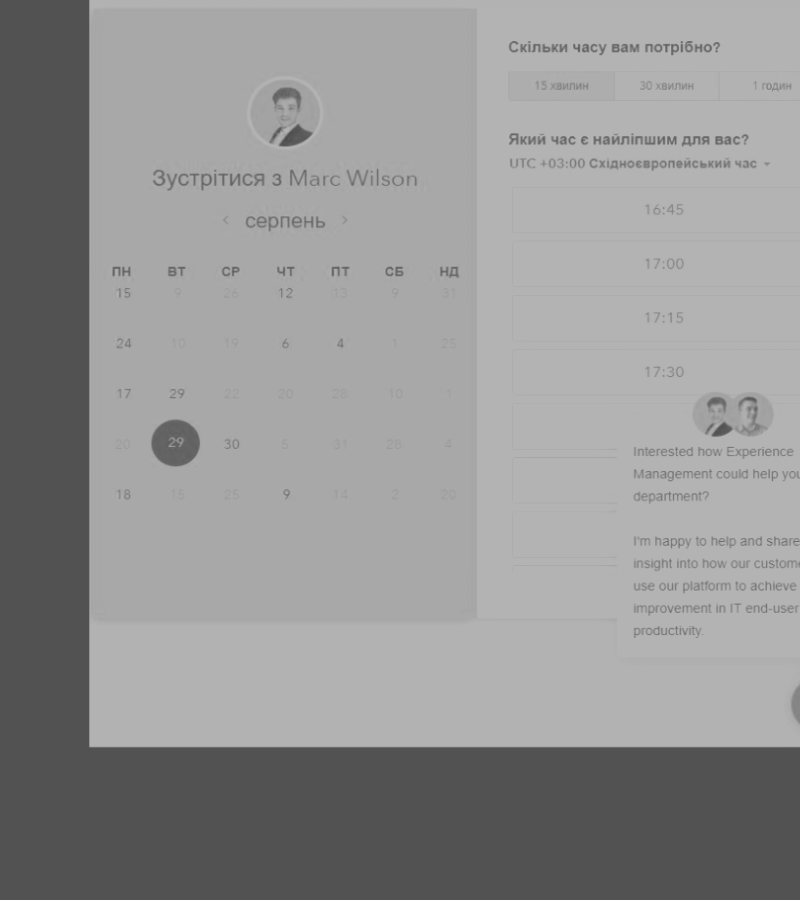 Зустрітися з Marc Wilson
серпень
ПН ВТ СР ЧТ ПТ СБ НД
15 9 26 12 13 9 31
24 10 19 6 4 1 25
17 29 22 20 28 10 1
20 29 30 5 31 28 4
18 15 25 9 14 2 20
Скільки часу вам потрібно?
15 хвилин 30 хвилин 1 годин
Який час є найліпшим для вас?
UTC +03:00 Східноєвропейський час
16:45
17:00
17:15
17:30
Interested how Experience
Management could help you
department?
I'm happy to help and share
insight into how our custome
use our platform to achieve
improvement in IT end-user
productivity.